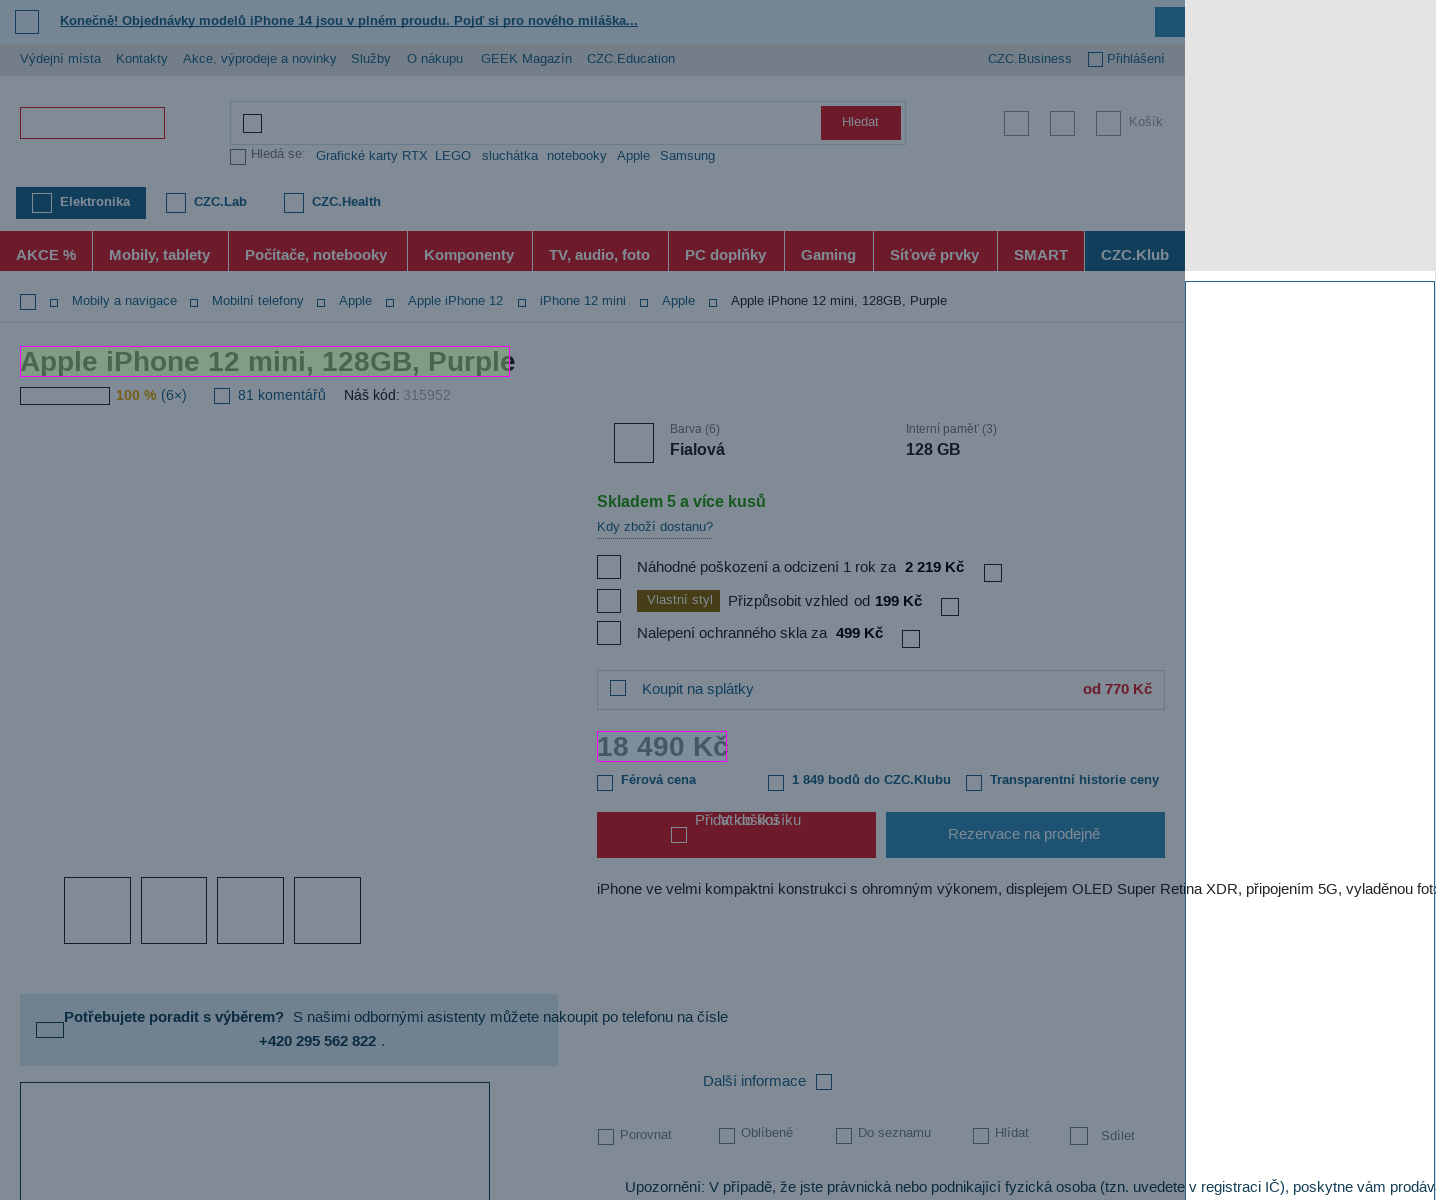 Konečně! Objednávky modelů iPhone 14 jsou v plném proudu. Pojď si pro nového miláška...
Výdejní místa Kontakty Akce, výprodeje a novinky Služby O nákupu GEEK Magazín CZC.Education CZC.Business Přihlášení
Hledat Košík
Hledá se: Grafické karty RTX LEGO sluchátka notebooky Apple Samsung
Elektronika CZC.Lab CZC.Health
AKCE % Mobily, tablety Počítače, notebooky Komponenty TV, audio, foto PC doplňky Gaming Síťové prvky SMART CZC.Klub
Mobily a navigace Mobilní telefony Apple Apple iPhone 12 iPhone 12 mini Apple Apple iPhone 12 mini, 128GB, Purple
Apple iPhone 12 mini, 128GB, Purple
100 % (6×) 81 komentářů Náš kód: 315952
Barva (6) Interní paměť (3)
Fialová 128 GB
Skladem 5 a více kusů
Kdy zboží dostanu?
Náhodné poškození a odcizení 1 rok za 2 219 Kč
Vlastní styl Přizpůsobit vzhled od 199 Kč
Nalepení ochranného skla za 499 Kč
Koupit na splátky od 770 Kč
18 490 Kč
Férová cena 1 849 bodů do CZC.Klubu Transparentní historie ceny
Přidat do košíku V košíku
Rezervace na prodejně
iPhone ve velmi kompaktní konstrukci s ohromným výkonem, displejem OLED Super Retina XDR, připojením 5G, vyladěnou foto
Potřebujete poradit s výběrem? S našimi odbornými asistenty můžete nakoupit po telefonu na čísle
+420 295 562 822 .
Další informace
Porovnat Oblíbené Do seznamu Hlídat Sdílet
Upozornění: V případě, že jste právnická nebo podnikající fyzická osoba (tzn. uvedete v registraci IČ), poskytne vám prodáv